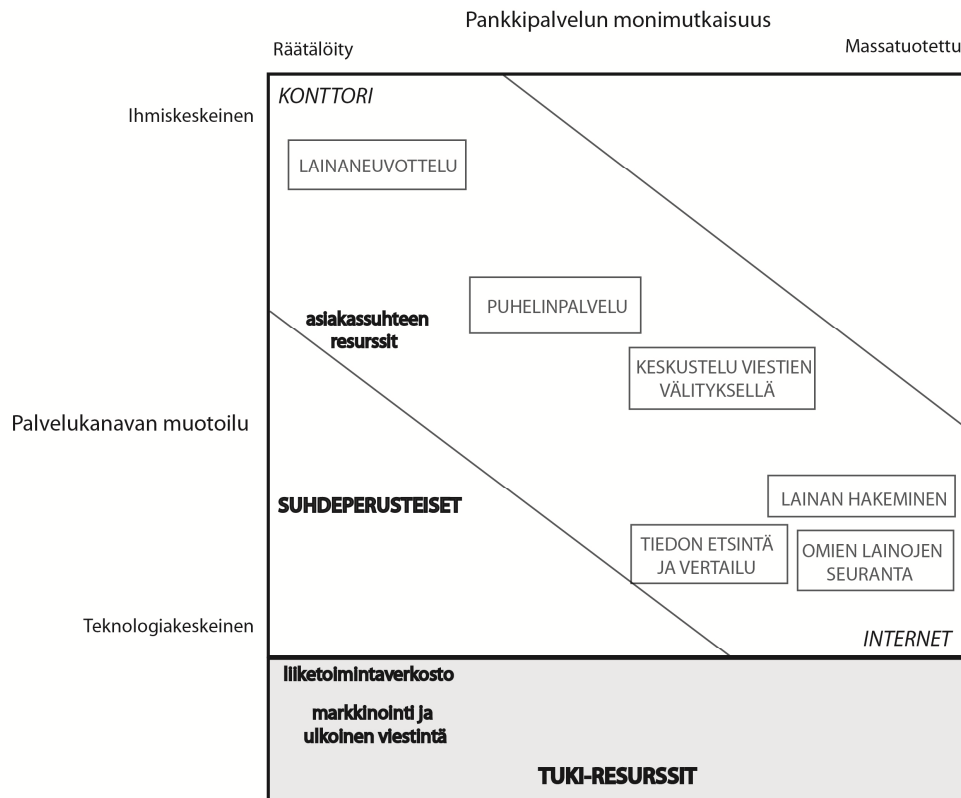 Pankkipalvelun monimutkaisuus
Räätälöity
Massatuotettu
Ihmiskeskeinen
KONTTORI
LAINANEUVOTTELU
PUHELINPALVELU
asiakassuhteen
resurssit
KESKUSTELU VIESTIEN
VÄLITYKSELLÄ
Palvelukanavan muotoilu
SUHDEPERUSTEISET
LAINAN HAKEMINEN
TIEDON ETSINTÄ
JA VERTAILU
OMIEN LAINOJEN
SEURANTA
Teknologiakeskeinen
INTERNET
liiketoimintaverkosto
markkinointi ja
ulkoinen viestintä
TUKI-RESURSSIT